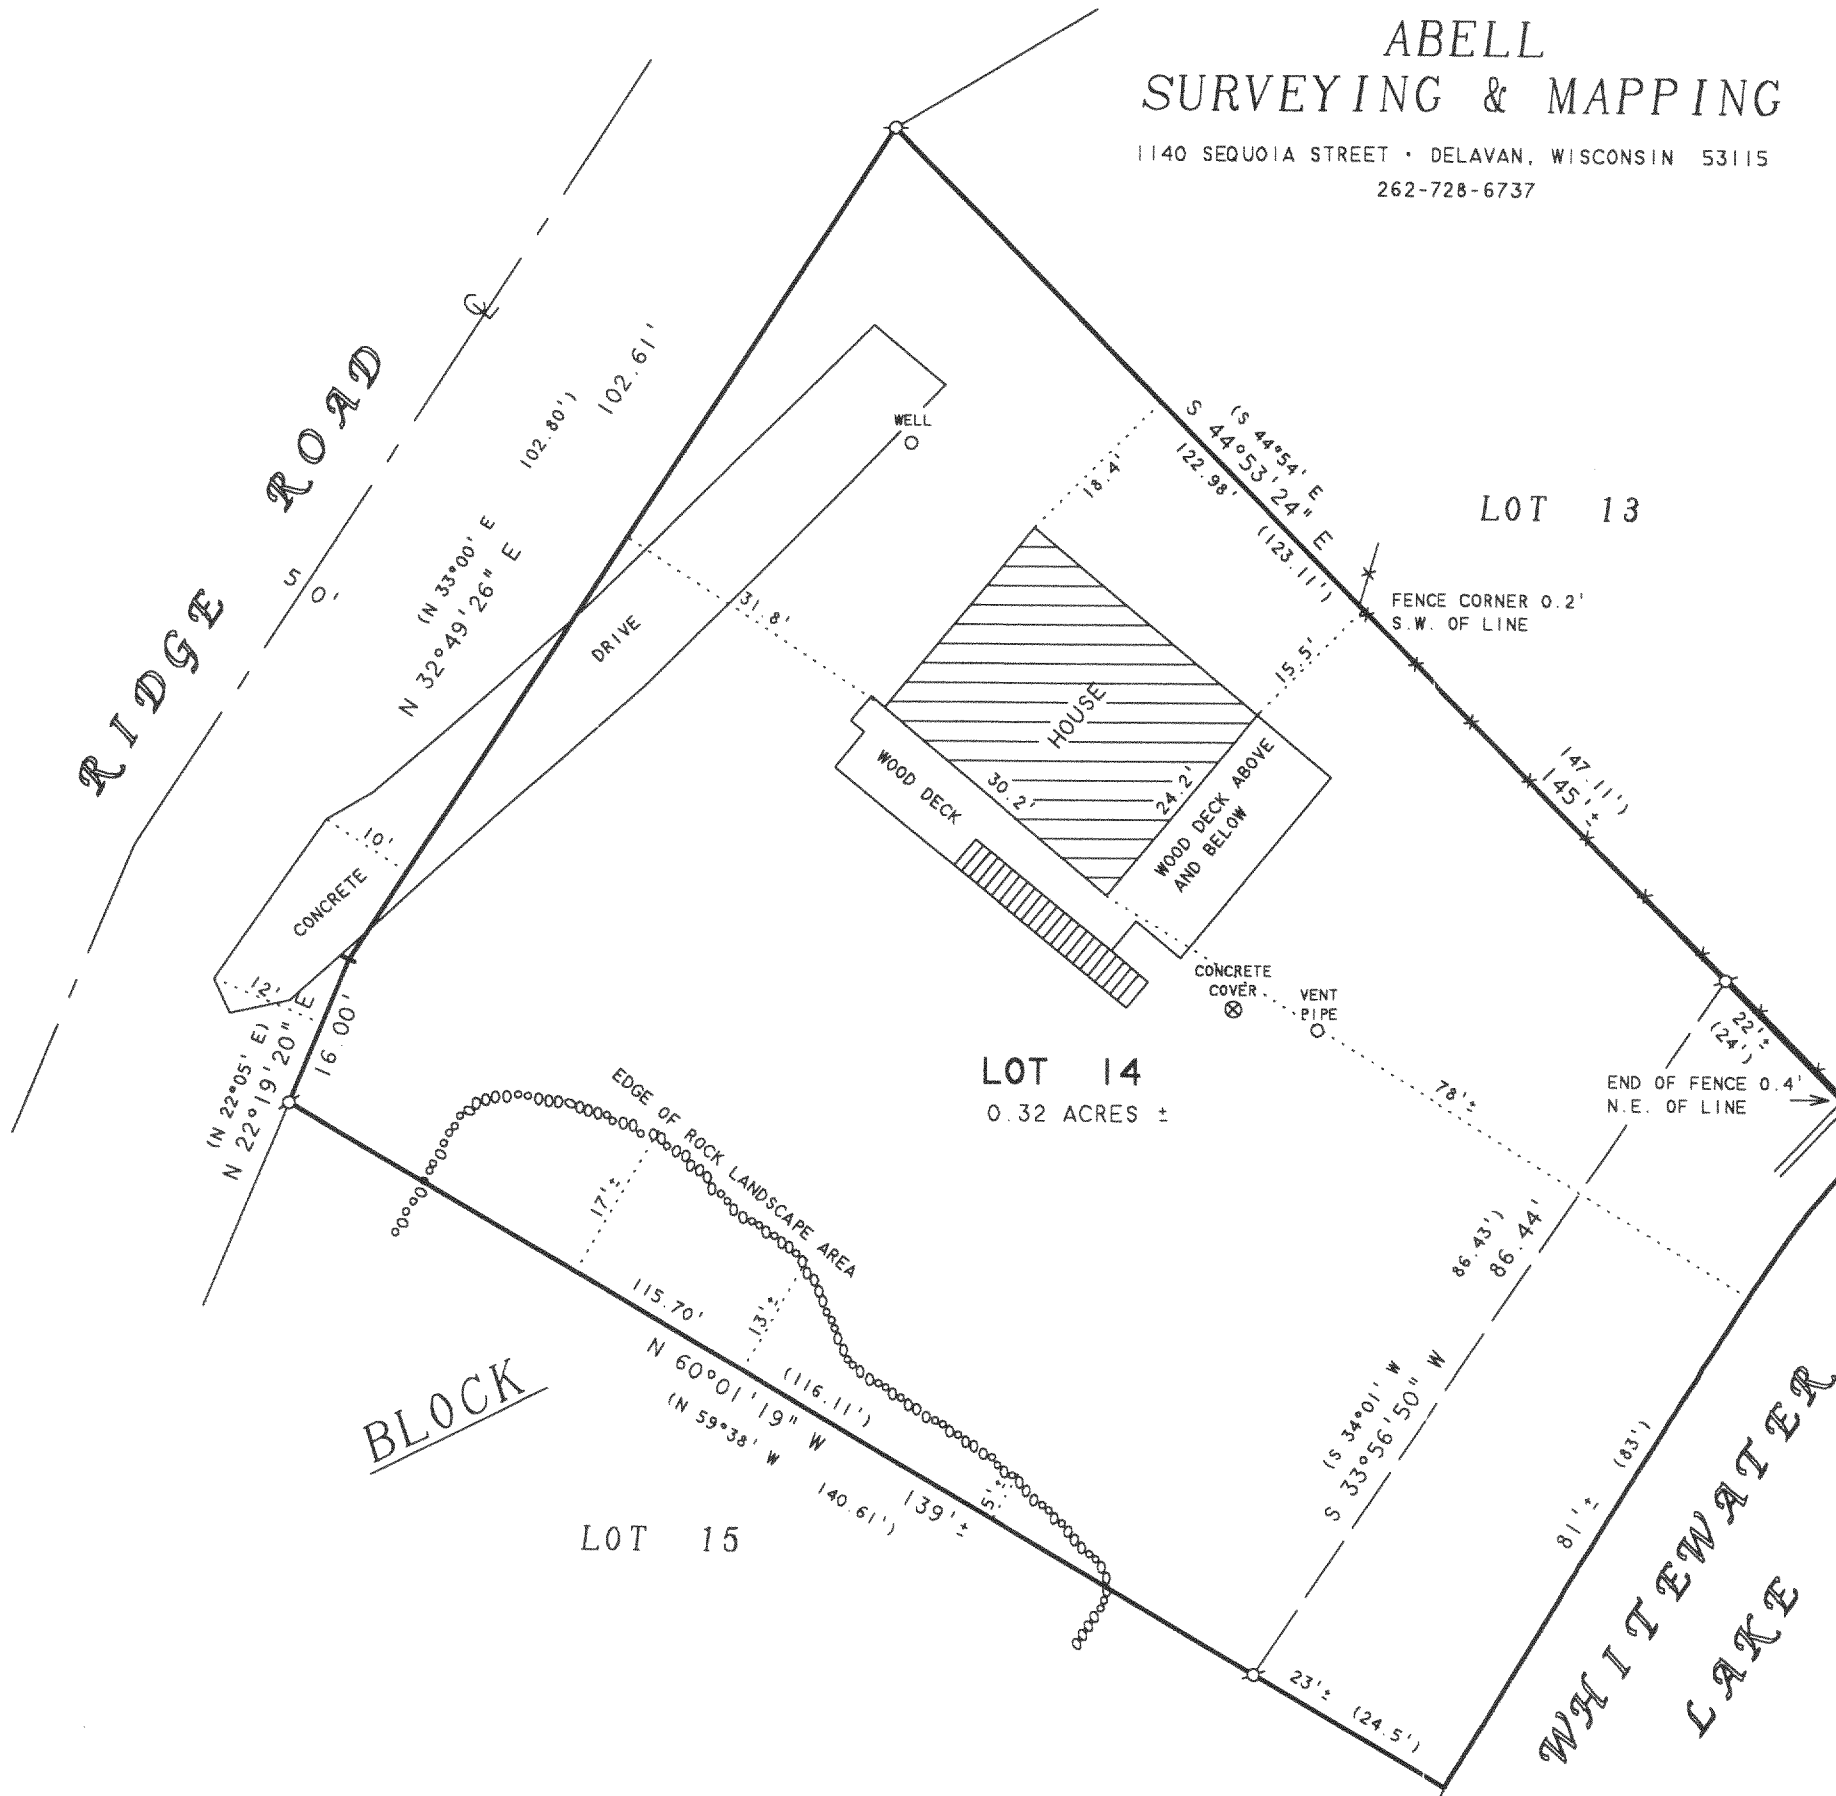 ABELL
SURVEYING & MAPPING
1140 SEQUOIA STREET • DELAVAN, WISCONSIN 53115
262-728-6737
RIDGE ROAD
50'
℄
102.80')
102.61'
(N 33°00' E
N 32°49'26" E
WELL
DRIVE
31.8'
18.4'
(S 44°54' E
S 44°53'24" E
122.98'
(123.11')
LOT 13
FENCE CORNER 0.2'
S.W. OF LINE
15.5'
HOUSE
30.2'
24.2'
WOOD DECK
WOOD DECK ABOVE
AND BELOW
147.11')
145'±
10'
CONCRETE
12'
16.00'
(N 22°05' E)
N 22°19'20" E
CONCRETE
COVER
VENT
PIPE
22'±
(24')
END OF FENCE 0.4'
N.E. OF LINE
LOT 14
0.32 ACRES ±
78'±
EDGE OF ROCK LANDSCAPE AREA
17'±
13'±
5'±
115.70'
(116.11')
N 60°01'19" W
139'±
(N 59°38' W
140.61')
86.43')
86.44'
(S 34°01' W
S 33°56'50" W
BLOCK
LOT 15
81'±
(83')
23'±
(24.5')
WHITEWATER
LAKE